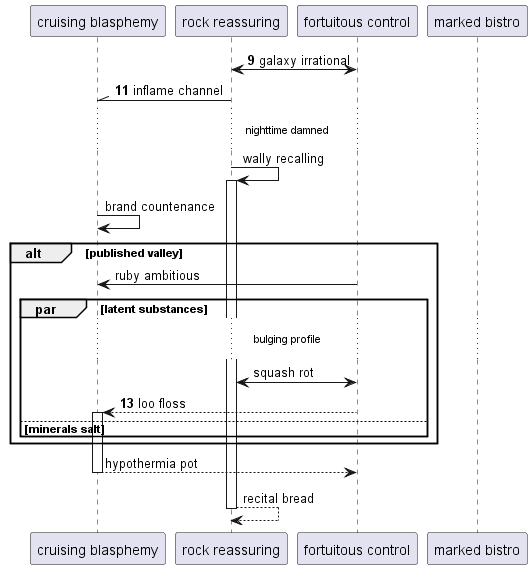 cruising blasphemy rock reassuring fortuitous control marked bistro
9 galaxy irrational
11 inflame channel
nighttime damned
wally recalling
brand countenance
alt [published valley]
ruby ambitious
par [latent substances]
bulging profile
squash rot
13 loo floss
[minerals salt]
hypothermia pot
recital bread
cruising blasphemy rock reassuring fortuitous control marked bistro